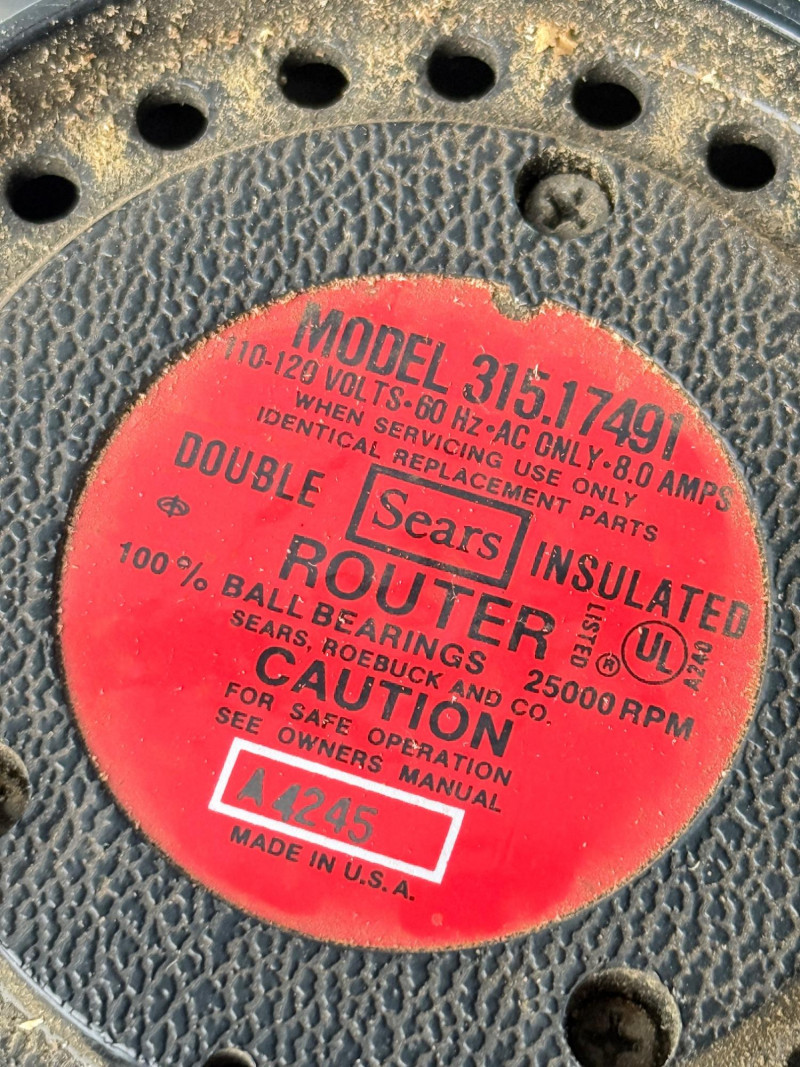 MODEL 315.17491
110-120 VOLTS•60 Hz•AC ONLY•8.0 AMPS
WHEN SERVICING USE ONLY
IDENTICAL REPLACEMENT PARTS
DOUBLE Sears INSULATED
ROUTER
LISTED UL ® A240
100% BALL BEARINGS 25000 RPM
SEARS, ROEBUCK AND CO.
CAUTION
FOR SAFE OPERATION
SEE OWNERS MANUAL
A4245
MADE IN U.S.A.